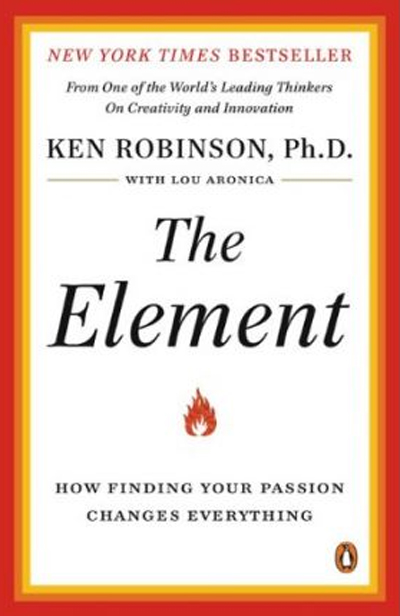 NEW YORK TIMES BESTSELLER
From One of the World's Leading Thinkers
On Creativity and Innovation
KEN ROBINSON, Ph.D.
WITH LOU ARONICA
The
Element
HOW FINDING YOUR PASSION
CHANGES EVERYTHING